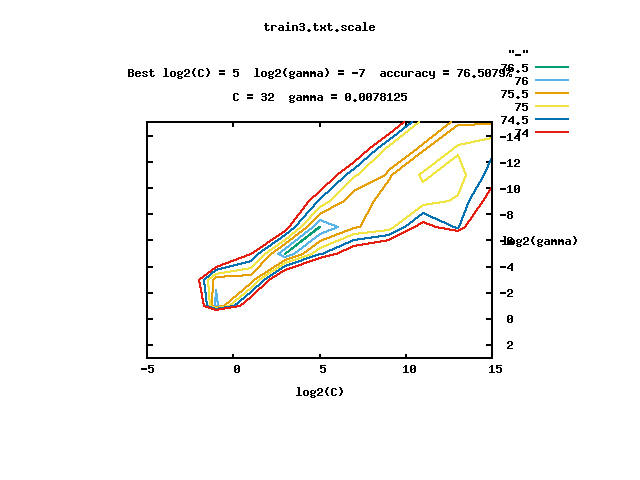 train3.txt.scale
"-"
Best log2(C) = 5 log2(gamma) = -7 accuracy = 76.5079%
C = 32 gamma = 0.0078125
76.5
76
75.5
75
74.5
74
-14
-12
-10
-8
-6
log2(gamma)
-4
-2
0
2
-5 0 5 10 15
log2(C)